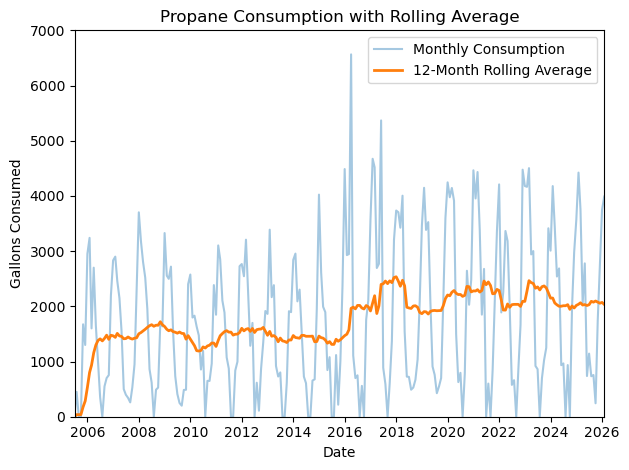 Propane Consumption with Rolling Average
Monthly Consumption
12-Month Rolling Average
Gallons Consumed
7000
6000
5000
4000
3000
2000
1000
0
2006 2008 2010 2012 2014 2016 2018 2020 2022 2024 2026
Date